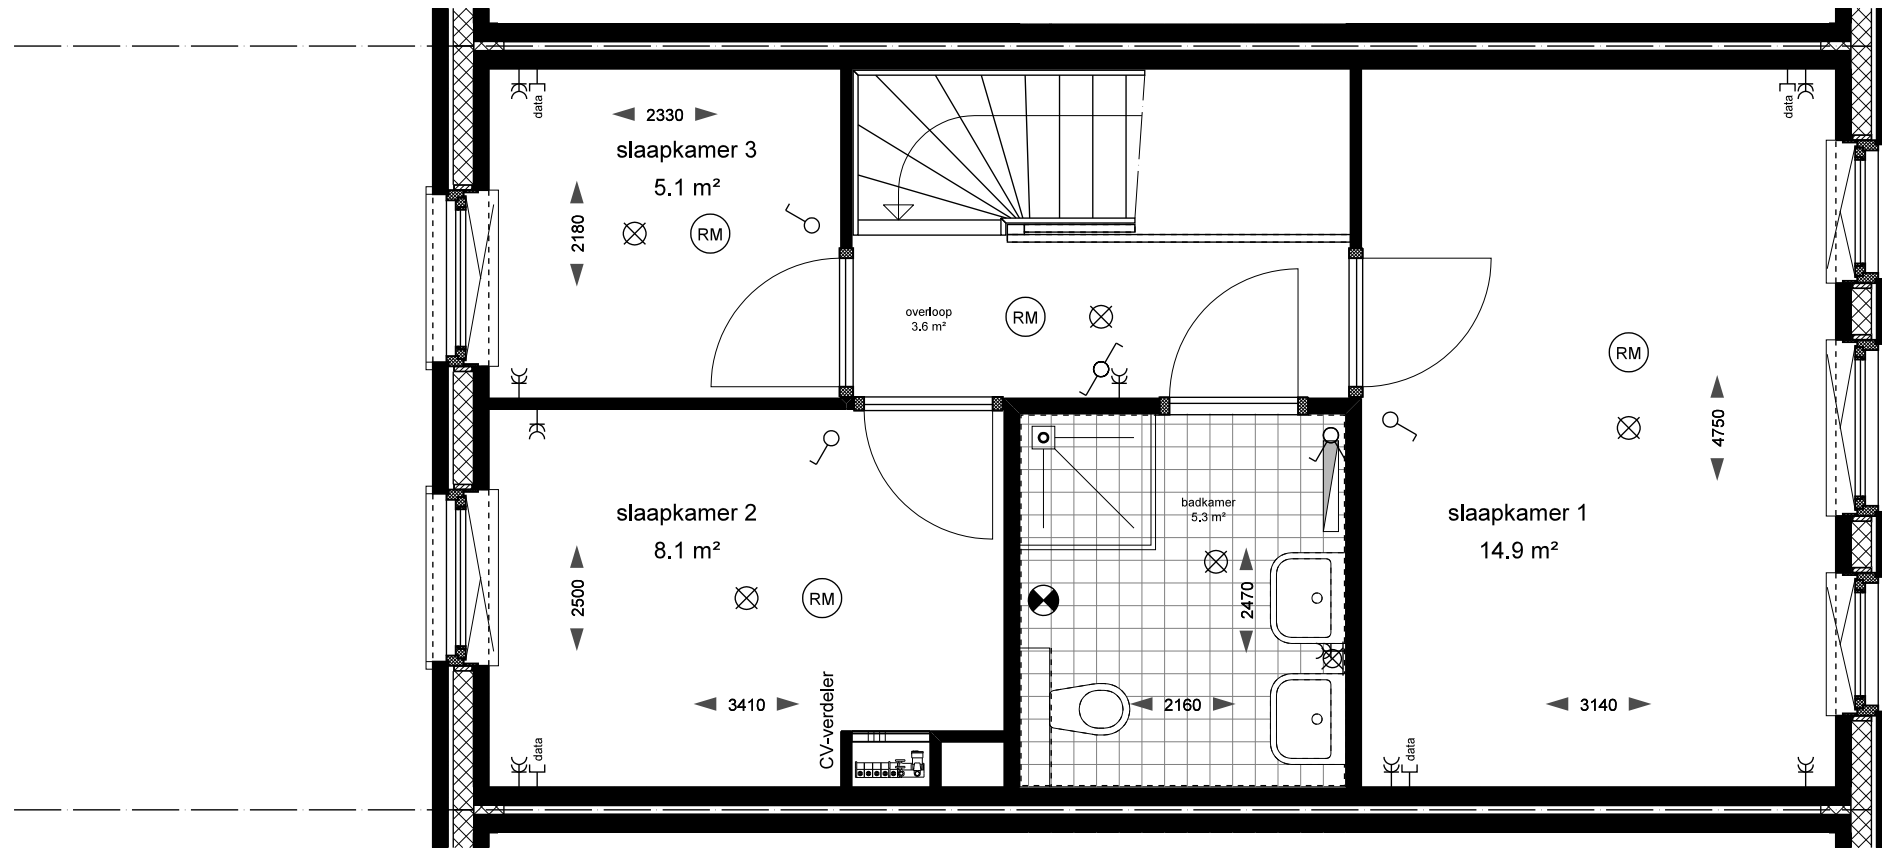 data
2330
slaapkamer 3
5.1 m²
2180
RM
data
overloop
3.6 m²
RM
RM
4750
slaapkamer 2
8.1 m²
2500
RM
3410
CV-verdeler
data
badkamer
5.3 m²
2470
2160
slaapkamer 1
14.9 m²
3140
data